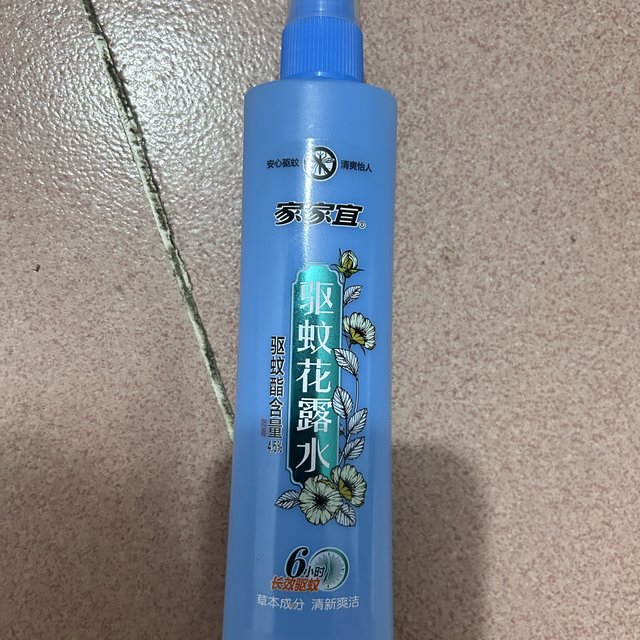 安心驱蚊 清爽怡人
家家宜®
驱蚊花露水
驱蚊酯含量
4.5%
6小时
长效驱蚊
草本成分 清新爽洁